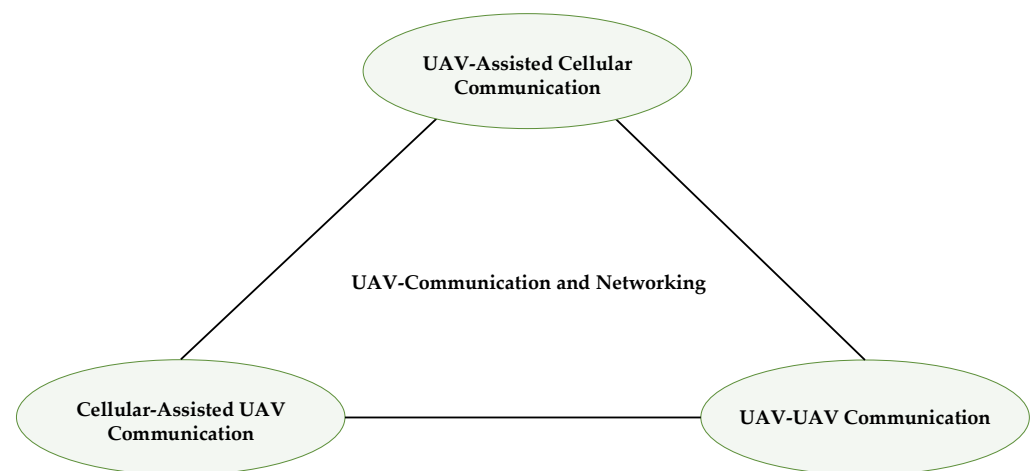 UAV-Assisted Cellular
Communication
UAV-Communication and Networking
Cellular-Assisted UAV
Communication
UAV-UAV Communication